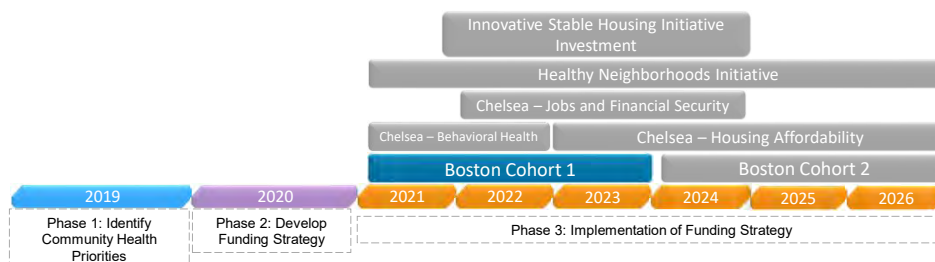 Innovative Stable Housing Initiative
Investment
Healthy Neighborhoods Initiative
Chelsea – Jobs and Financial Security
Chelsea – Behavioral Health
Chelsea – Housing Affordability
Boston Cohort 1
Boston Cohort 2
2019
2020
2021
2022
2023
2024
2025
2026
Phase 1: Identify
Community Health
Priorities
Phase 2: Develop
Funding Strategy
Phase 3: Implementation of Funding Strategy